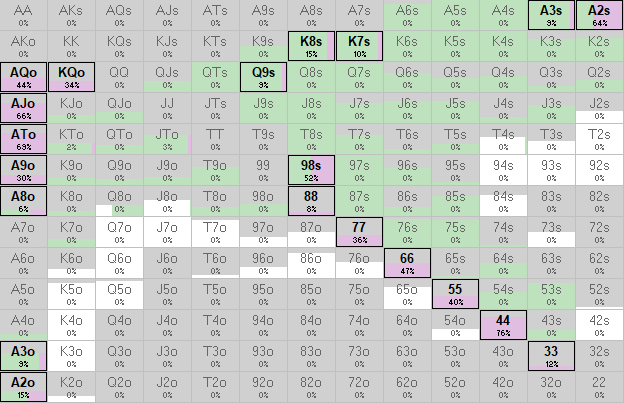 AA AKs AQs AJs ATs A9s A8s A7s A6s A5s A4s A3s A2s
0% 0% 0% 0% 0% 0% 0% 0% 0% 0% 0% 9% 64%
AKo KK KQs KJs KTs K9s K8s K7s K6s K5s K4s K3s K2s
0% 0% 0% 0% 0% 0% 15% 10% 0% 0% 0% 0% 0%
AQo KQo QQ QJs QTs Q9s Q8s Q7s Q6s Q5s Q4s Q3s Q2s
44% 34% 0% 0% 0% 9% 0% 0% 0% 0% 0% 0% 0%
AJo KJo QJo JJ JTs J9s J8s J7s J6s J5s J4s J3s J2s
66% 0% 0% 0% 0% 0% 0% 0% 0% 0% 0% 0% 0%
ATo KTo QTo JTo TT T9s T8s T7s T6s T5s T4s T3s T2s
69% 2% 0% 3% 0% 0% 0% 0% 0% 0% 0% 0% 0%
A9o K9o Q9o J9o T9o 99 98s 97s 96s 95s 94s 93s 92s
30% 0% 0% 0% 0% 0% 52% 0% 0% 0% 0% 0% 0%
A8o K8o Q8o J8o T8o 98o 88 87s 86s 85s 84s 83s 82s
6% 0% 0% 0% 0% 0% 8% 0% 0% 0% 0% 0% 0%
A7o K7o Q7o J7o T7o 97o 87o 77 76s 75s 74s 73s 72s
0% 0% 0% 0% 0% 0% 0% 36% 0% 0% 0% 0% 0%
A6o K6o Q6o J6o T6o 96o 86o 76o 66 65s 64s 63s 62s
0% 0% 0% 0% 0% 0% 0% 0% 47% 0% 0% 0% 0%
A5o K5o Q5o J5o T5o 95o 85o 75o 65o 55 54s 53s 52s
0% 0% 0% 0% 0% 0% 0% 0% 0% 40% 0% 0% 0%
A4o K4o Q4o J4o T4o 94o 84o 74o 64o 54o 44 43s 42s
0% 0% 0% 0% 0% 0% 0% 0% 0% 0% 76% 0% 0%
A3o K3o Q3o J3o T3o 93o 83o 73o 63o 53o 43o 33 32s
9% 0% 0% 0% 0% 0% 0% 0% 0% 0% 0% 12% 0%
A2o K2o Q2o J2o T2o 92o 82o 72o 62o 52o 42o 32o 22
15% 0% 0% 0% 0% 0% 0% 0% 0% 0% 0% 0% 0%